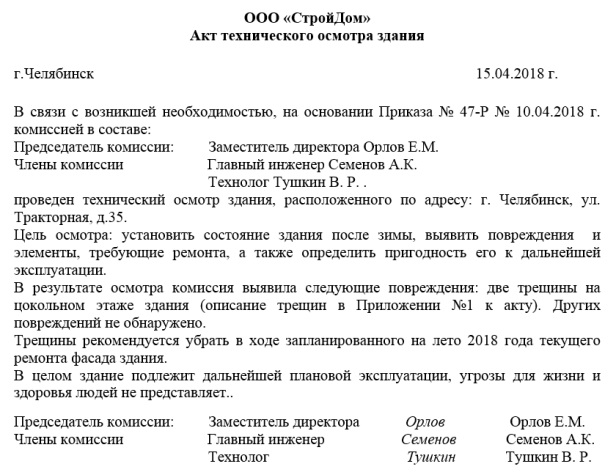 ООО «СтройДом»
Акт технического осмотра здания
г.Челябинск 15.04.2018 г.
В связи с возникшей необходимостью, на основании Приказа № 47-Р № 10.04.2018 г.
комиссией в составе:
Председатель комиссии: Заместитель директора Орлов Е.М.
Члены комиссии Главный инженер Семенов А.К.
Технолог Тушкин В. Р. .
проведен технический осмотр здания, расположенного по адресу: г. Челябинск, ул.
Тракторная, д.35.
Цель осмотра: установить состояние здания после зимы, выявить повреждения и
элементы, требующие ремонта, а также определить пригодность его к дальнейшей
эксплуатации.
В результате осмотра комиссия выявила следующие повреждения: две трещины на
цокольном этаже здания (описание трещин в Приложении №1 к акту). Других
повреждений не обнаружено.
Трещины рекомендуется убрать в ходе запланированного на лето 2018 года текущего
ремонта фасада здания.
В целом здание подлежит дальнейшей плановой эксплуатации, угрозы для жизни и
здоровья людей не представляет..
Председатель комиссии: Заместитель директора Орлов Орлов Е.М.
Члены комиссии Главный инженер Семенов Семенов А.К.
Технолог Тушкин Тушкин В. Р.